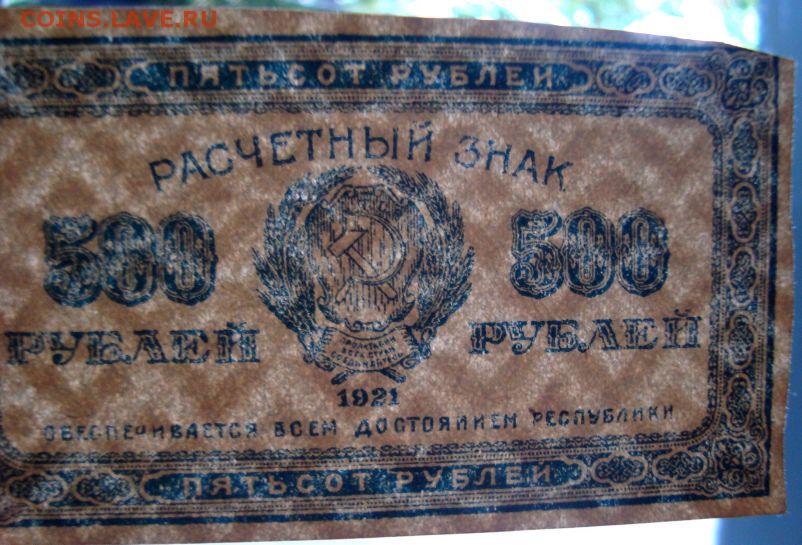 COINS.LAVE.RU
ПЯТЬСОТ РУБЛЕЙ
РАСЧЕТНЫЙ ЗНАК
500 500
РУБЛЕЙ РУБЛЕЙ
1921
ОБЕСПЕЧИВАЕТСЯ ВСЕМ ДОСТОЯНИЕМ РЕСПУБЛИКИ
ПЯТЬСОТ РУБЛЕЙ